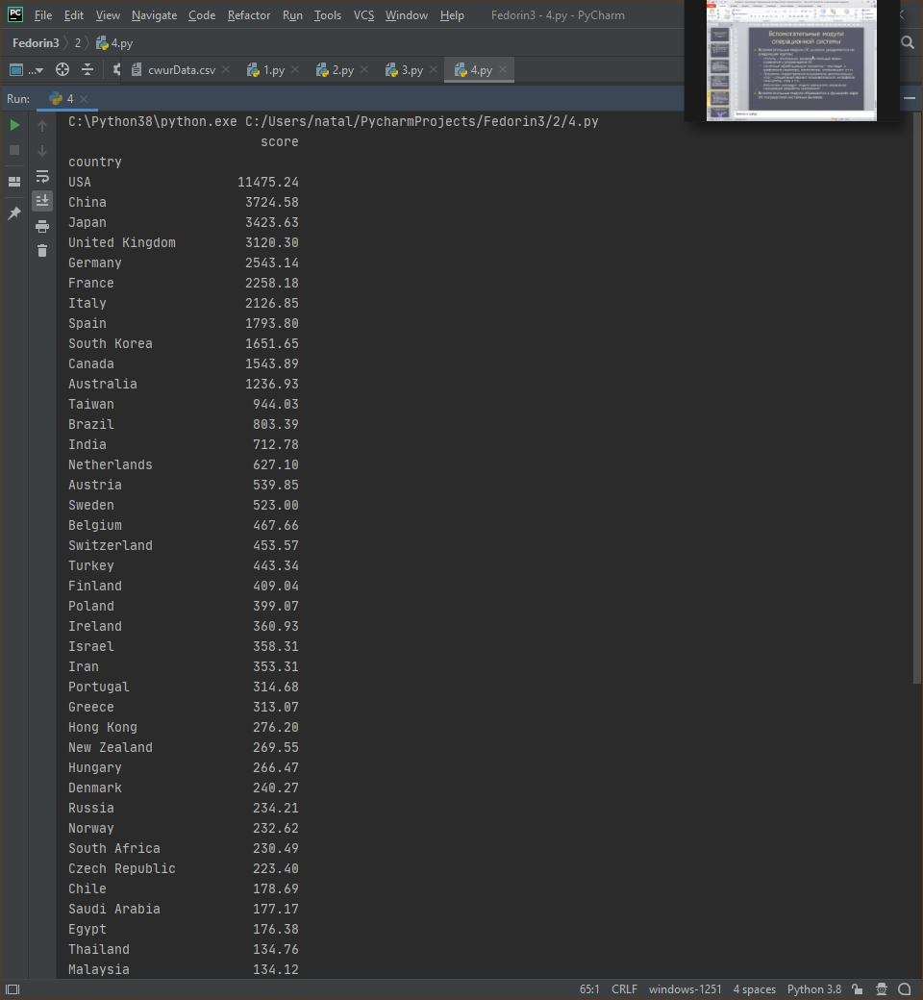 PC File Edit View Navigate Code Refactor Run Tools VCS Window Help Fedorin3 - 4.py - PyCharm
Fedorin3 2 4.py
... cwurData.csv 1.py 2.py 3.py 4.py
Run: 4
Вспомогательные модули
операционной системы
C:\Python38\python.exe C:/Users/natal/PycharmProjects/Fedorin3/2/4.py
score
country
USA 11475.24
China 3724.58
Japan 3423.63
United Kingdom 3120.30
Germany 2543.14
France 2258.18
Italy 2126.85
Spain 1793.80
South Korea 1651.65
Canada 1543.89
Australia 1236.93
Taiwan 944.03
Brazil 803.39
India 712.78
Netherlands 627.10
Austria 539.85
Sweden 523.00
Belgium 467.66
Switzerland 453.57
Turkey 443.34
Finland 409.04
Poland 399.07
Ireland 360.93
Israel 358.31
Iran 353.31
Portugal 314.68
Greece 313.07
Hong Kong 276.20
New Zealand 269.55
Hungary 266.47
Denmark 240.27
Russia 234.21
Norway 232.62
South Africa 230.49
Czech Republic 223.40
Chile 178.69
Saudi Arabia 177.17
Egypt 176.38
Thailand 134.76
Malaysia 134.12
65:1 CRLF windows-1251 4 spaces Python 3.8